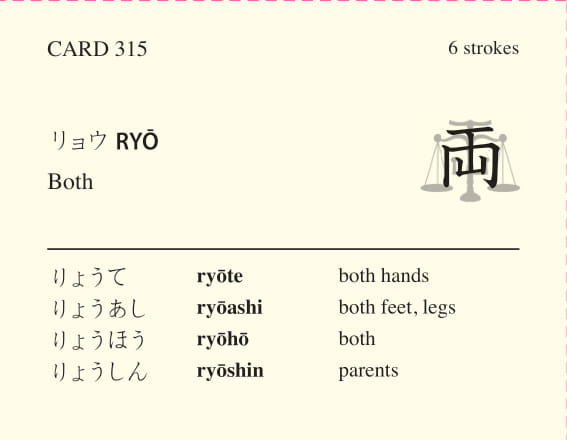 CARD 315 6 strokes
リョウ RYŌ
Both
両
りょうて ryōte both hands
りょうあし ryōashi both feet, legs
りょうほう ryōhō both
りょうしん ryōshin parents